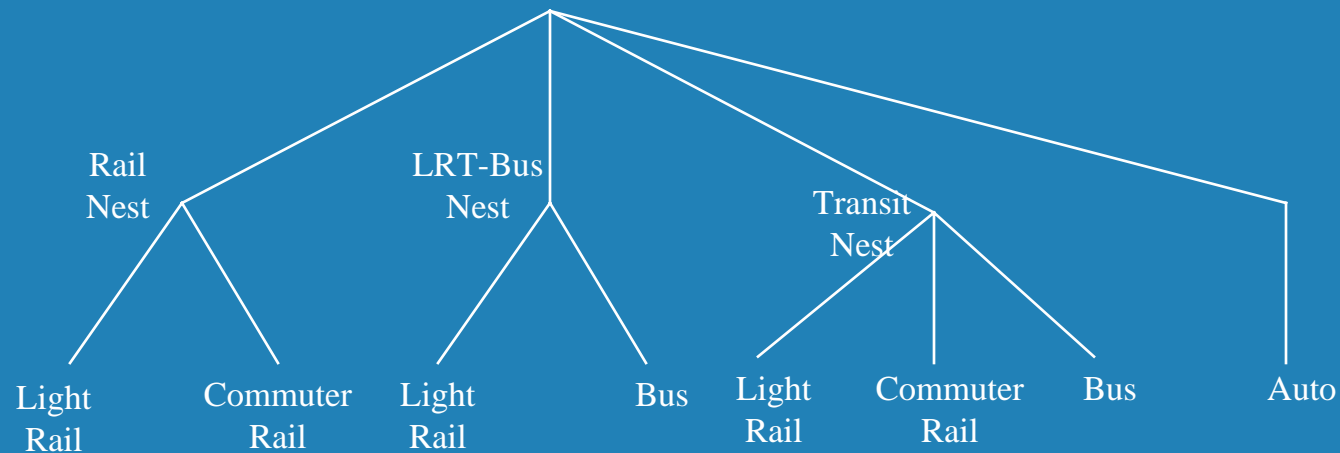 Rail
Nest
LRT-Bus
Nest
Transit
Nest
Light
Rail
Commuter
Rail
Light
Rail
Bus
Light
Rail
Commuter
Rail
Bus
Auto